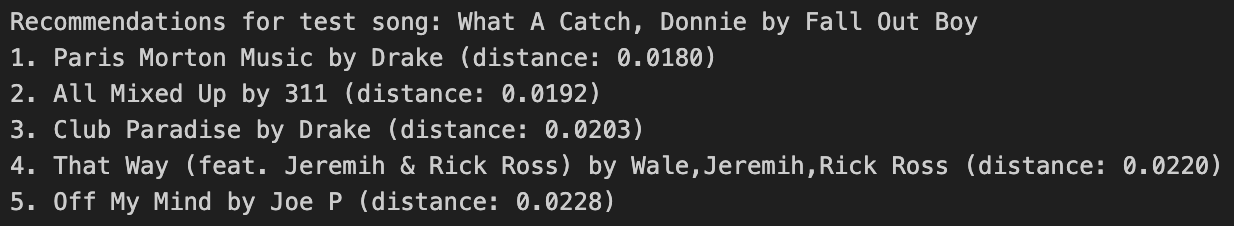 Recommendations for test song: What A Catch, Donnie by Fall Out Boy
1. Paris Morton Music by Drake (distance: 0.0180)
2. All Mixed Up by 311 (distance: 0.0192)
3. Club Paradise by Drake (distance: 0.0203)
4. That Way (feat. Jeremih & Rick Ross) by Wale,Jeremih,Rick Ross (distance: 0.0220)
5. Off My Mind by Joe P (distance: 0.0228)